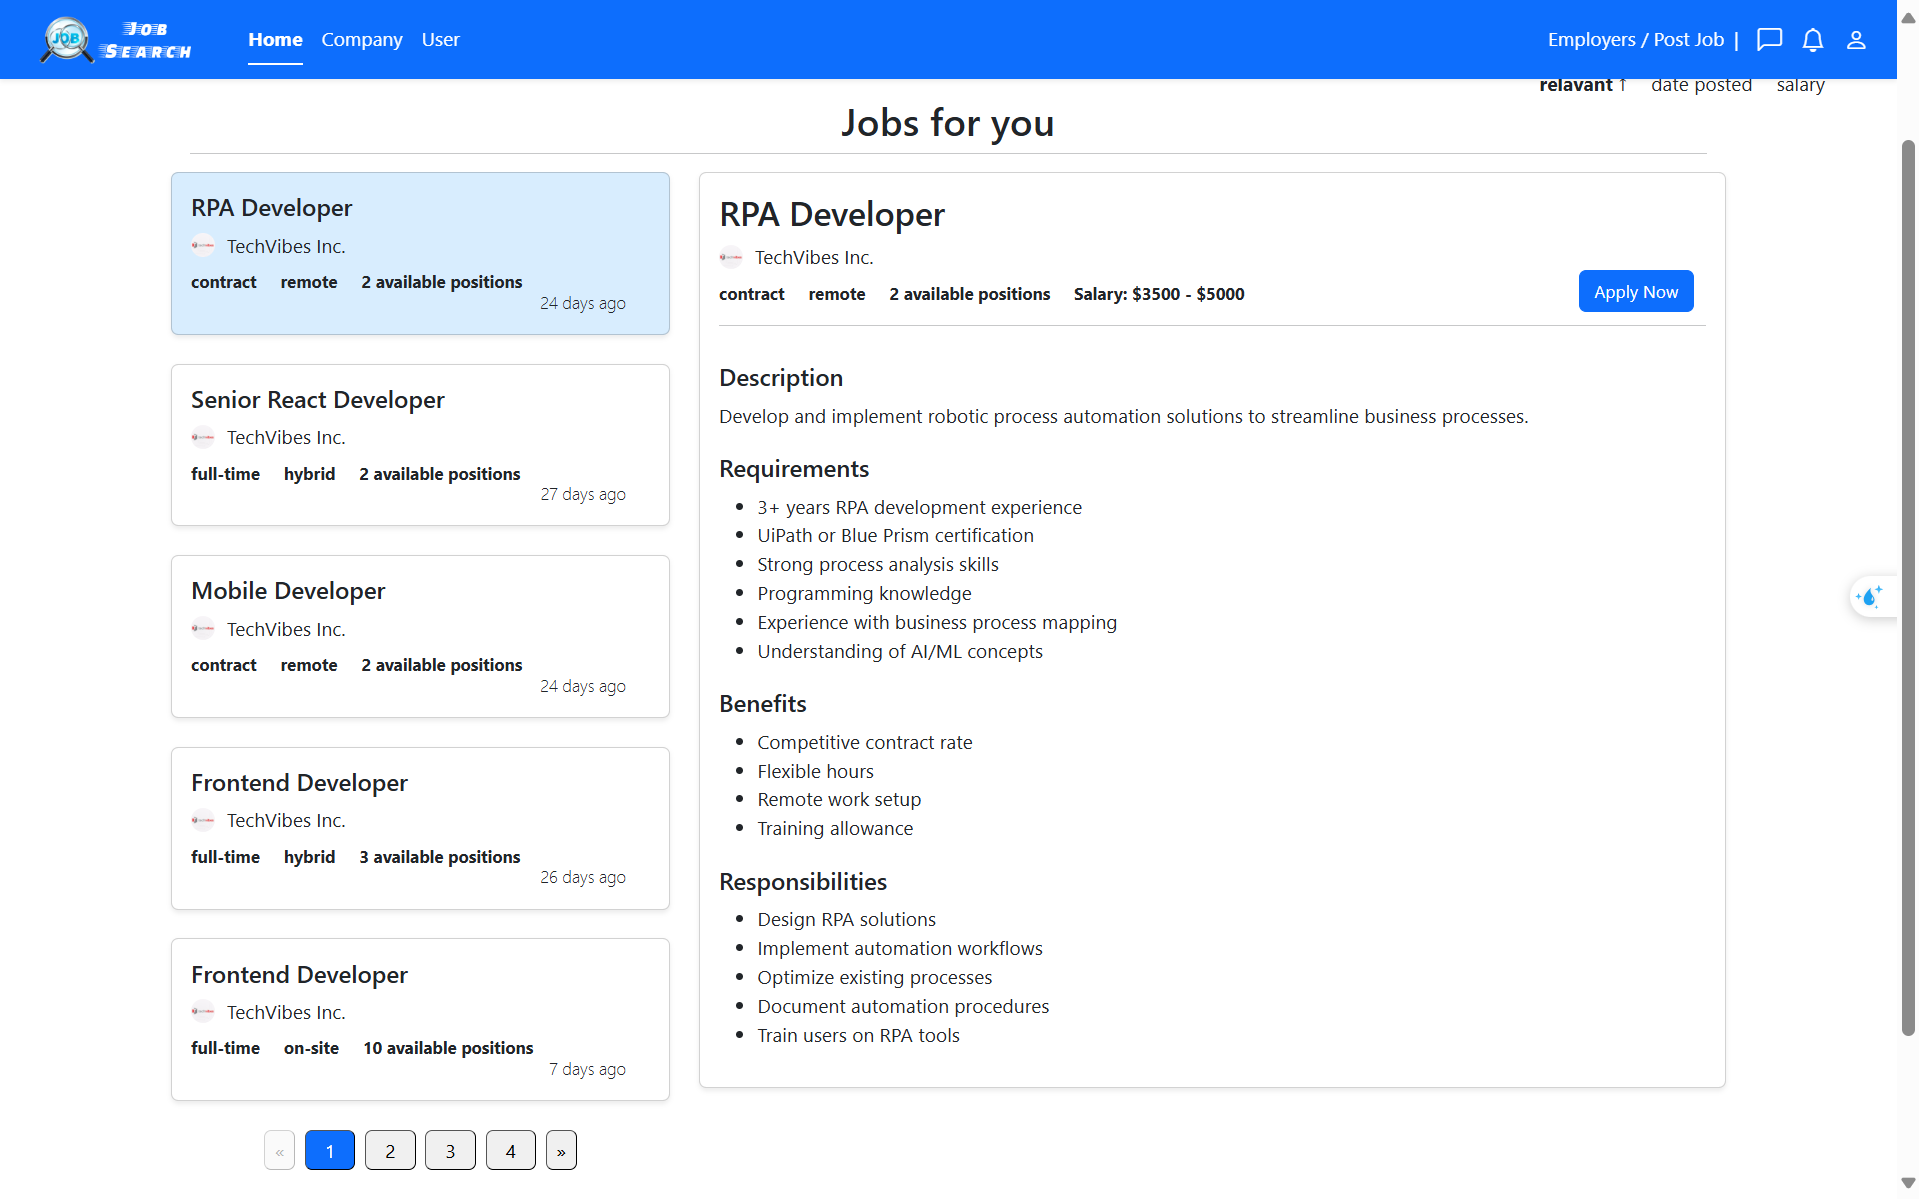 JOB
JOB
SEARCH
Home Company User
Employers / Post Job |
relavant ↑ date posted salary
Jobs for you
RPA Developer
TechVibes Inc.
contract remote 2 available positions
24 days ago
Senior React Developer
TechVibes Inc.
full-time hybrid 2 available positions
27 days ago
Mobile Developer
TechVibes Inc.
contract remote 2 available positions
24 days ago
Frontend Developer
TechVibes Inc.
full-time hybrid 3 available positions
26 days ago
Frontend Developer
TechVibes Inc.
full-time on-site 10 available positions
7 days ago
« 1 2 3 4 »
RPA Developer
TechVibes Inc.
contract remote 2 available positions Salary: $3500 - $5000
Apply Now
Description
Develop and implement robotic process automation solutions to streamline business processes.
Requirements
• 3+ years RPA development experience
• UiPath or Blue Prism certification
• Strong process analysis skills
• Programming knowledge
• Experience with business process mapping
• Understanding of AI/ML concepts
Benefits
• Competitive contract rate
• Flexible hours
• Remote work setup
• Training allowance
Responsibilities
• Design RPA solutions
• Implement automation workflows
• Optimize existing processes
• Document automation procedures
• Train users on RPA tools